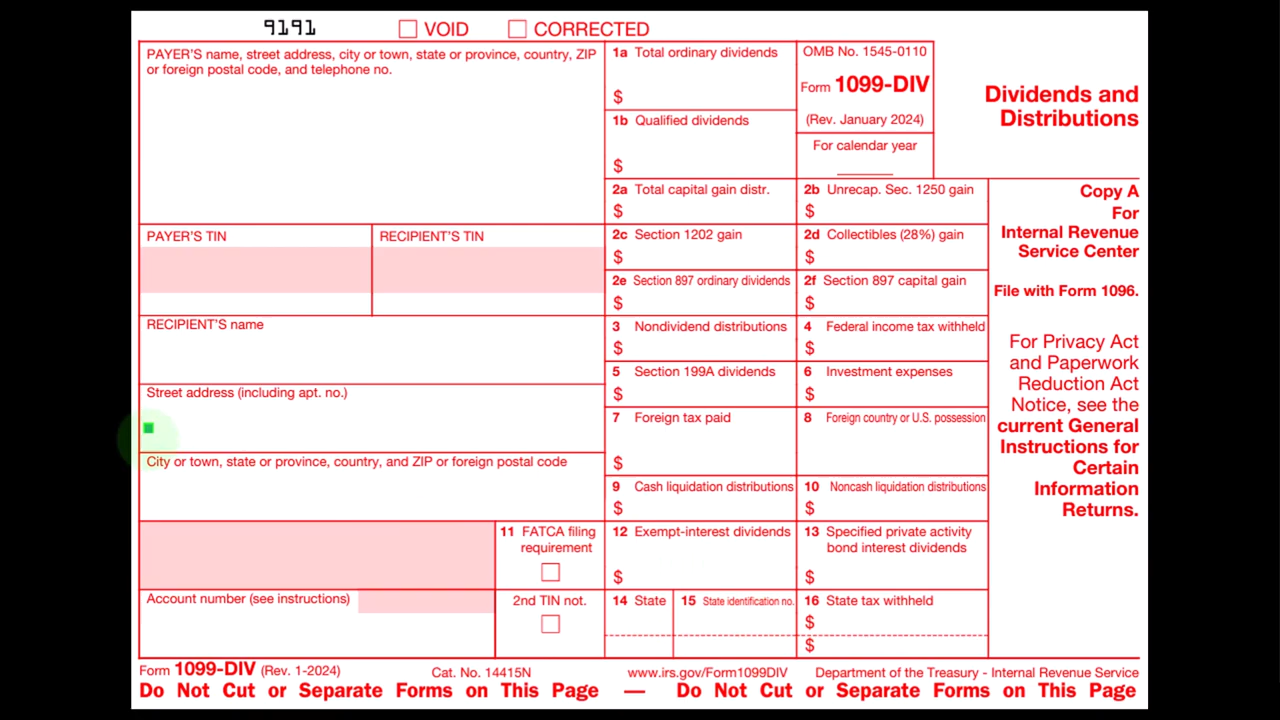 9191 VOID CORRECTED
PAYER'S name, street address, city or town, state or province, country, ZIP
or foreign postal code, and telephone no.
1a Total ordinary dividends
$
1b Qualified dividends
$
OMB No. 1545-0110
Form 1099-DIV
(Rev. January 2024)
For calendar year
Dividends and
Distributions
2a Total capital gain distr.
$
2b Unrecap. Sec. 1250 gain
$
Copy A
For
Internal Revenue
Service Center
File with Form 1096.
PAYER'S TIN
RECIPIENT'S TIN
2c Section 1202 gain
$
2d Collectibles (28%) gain
$
2e Section 897 ordinary dividends
$
2f Section 897 capital gain
$
RECIPIENT'S name
3 Nondividend distributions
$
4 Federal income tax withheld
$
For Privacy Act
and Paperwork
Reduction Act
Notice, see the
current General
Instructions for
Certain
Information
Returns.
5 Section 199A dividends
$
6 Investment expenses
$
Street address (including apt. no.)
7 Foreign tax paid
$
8 Foreign country or U.S. possession
City or town, state or province, country, and ZIP or foreign postal code
9 Cash liquidation distributions
$
10 Noncash liquidation distributions
$
11 FATCA filing
requirement
12 Exempt-interest dividends
$
13 Specified private activity
bond interest dividends
$
Account number (see instructions)
2nd TIN not.
14 State
15 State identification no.
16 State tax withheld
$
$
Form 1099-DIV (Rev. 1-2024) Cat. No. 14415N www.irs.gov/Form1099DIV Department of the Treasury - Internal Revenue Service
Do Not Cut or Separate Forms on This Page — Do Not Cut or Separate Forms on This Page